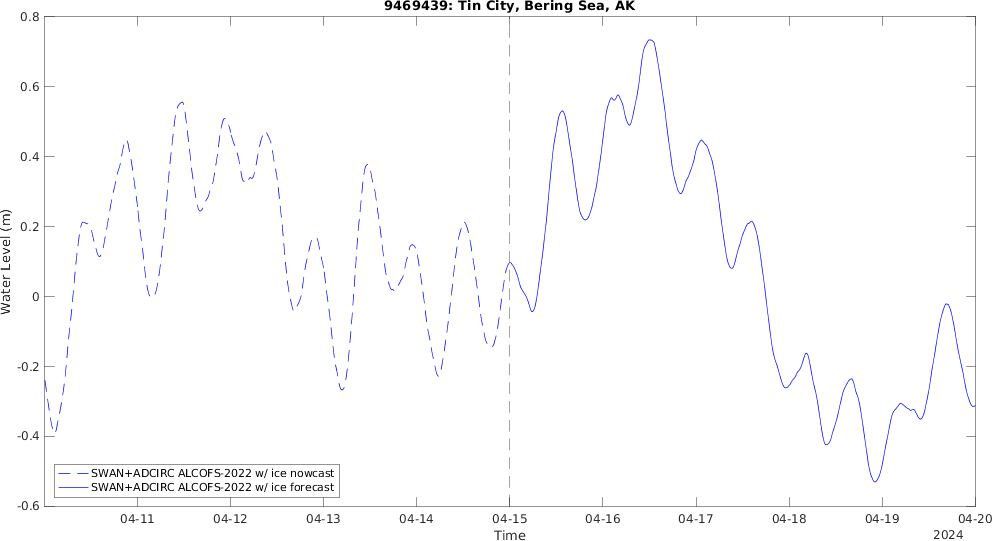 9469439: Tin City, Bering Sea, AK
0.8
0.6
0.4
0.2
0
-0.2
-0.4
-0.6
Water Level (m)
SWAN+ADCIRC ALCOFS-2022 w/ ice nowcast
SWAN+ADCIRC ALCOFS-2022 w/ ice forecast
04-11 04-12 04-13 04-14 04-15 04-16 04-17 04-18 04-19 04-20
Time
2024